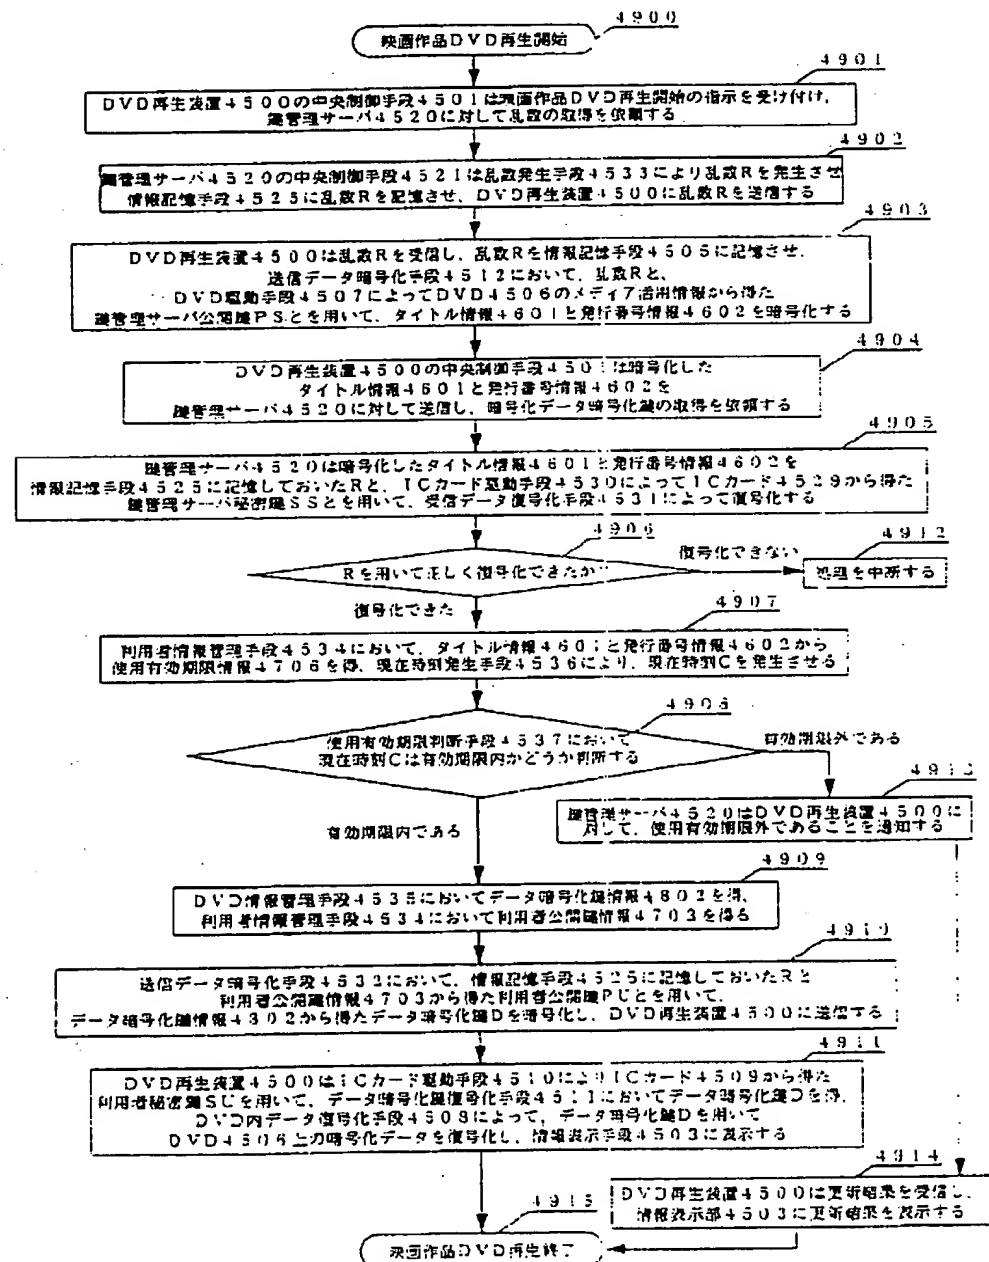 4900
映画作品DVD再生開始
4901
DVD再生装置4500の中央制御手段4501は映画作品DVD再生開始の指示を受け付け、
鍵管理サーバ4520に対して乱数の取得を依頼する
4902
鍵管理サーバ4520の中央制御手段4521は乱数発生手段4533により乱数Rを発生させ
情報記憶手段4525に乱数Rを記憶させ、DVD再生装置4500に乱数Rを送信する
4903
DVD再生装置4500は乱数Rを受信し、乱数Rを情報記憶手段4505に記憶させ、
送信データ暗号化手段4512において、乱数Rと、
DVD駆動手段4507によってDVD4506のメディア活用情報から得た
鍵管理サーバ公開鍵PSとを用いて、タイトル情報4601と発行番号情報4602を暗号化する
4904
DVD再生装置4500の中央制御手段4501は暗号化した
タイトル情報4601と発行番号情報4602を
鍵管理サーバ4520に対して送信し、暗号化データ暗号化鍵の取得を依頼する
4905
鍵管理サーバ4520は暗号化したタイトル情報4601と発行番号情報4602を
情報記憶手段4525に記憶しておいたRと、ICカード駆動手段4530によってICカード4529から得た
鍵管理サーバ秘密鍵SSとを用いて、受信データ復号化手段4531によって復号化する
4906
Rを用いて正しく復号化できたか
復号化できない
4912
処理を中断する
復号化できた
4907
利用者情報管理手段4534において、タイトル情報4601と発行番号情報4602から
使用有効期限情報4706を得、現在時刻発生手段4536により、現在時刻Cを発生させる
4908
使用有効期限判断手段4537において
現在時刻Cは有効期限内かどうか判断する
有効期限外である
4913
鍵管理サーバ4520はDVD再生装置4500に
対して、使用有効期限外であることを通知する
有効期限内である
4909
DVD情報管理手段4535においてデータ暗号化鍵情報4802を得、
利用者情報管理手段4534において利用者公開鍵情報4703を得る
4910
送信データ暗号化手段4532において、情報記憶手段4525に記憶しておいたRと
利用者公開鍵情報4703から得た利用者公開鍵PUとを用いて、
データ暗号化鍵情報4802から得たデータ暗号化鍵Dを暗号化し、DVD再生装置4500に送信する
4911
DVD再生装置4500はICカード駆動手段4510によりICカード4509から得た
利用者秘密鍵SUを用いて、データ暗号化鍵復号化手段4511においてデータ暗号化鍵Dを得、
DVD内データ復号化手段4508によって、データ暗号化鍵Dを用いて
DVD4506上の暗号化データを復号化し、情報表示手段4503に表示する
4914
DVD再生装置4500は更新結果を受信し、
情報表示部4503に更新結果を表示する
4915
映画作品DVD再生終了